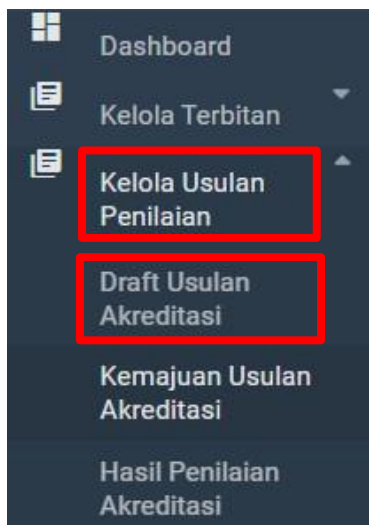 Dashboard
Kelola Terbitan
Kelola Usulan
Penilaian
Draft Usulan
Akreditasi
Kemajuan Usulan
Akreditasi
Hasil Penilaian
Akreditasi